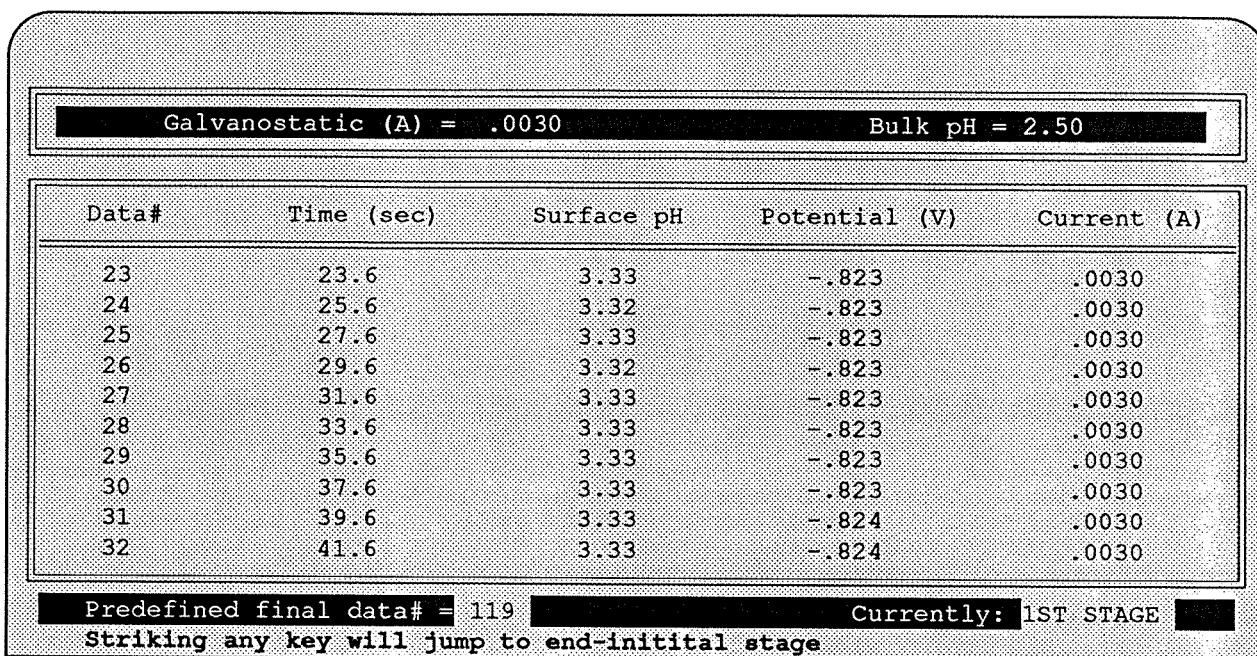 Galvanostatic (A) = .0030 Bulk pH = 2.50
Data# Time (sec) Surface pH Potential (V) Current (A)
23 23.6 3.33 -.823 .0030
24 25.6 3.32 -.823 .0030
25 27.6 3.33 -.823 .0030
26 29.6 3.32 -.823 .0030
27 31.6 3.33 -.823 .0030
28 33.6 3.33 -.823 .0030
29 35.6 3.33 -.823 .0030
30 37.6 3.33 -.823 .0030
31 39.6 3.33 -.824 .0030
32 41.6 3.33 -.824 .0030
Predefined final data# = 119 Currently: 1ST STAGE
Striking any key will jump to end-initital stage